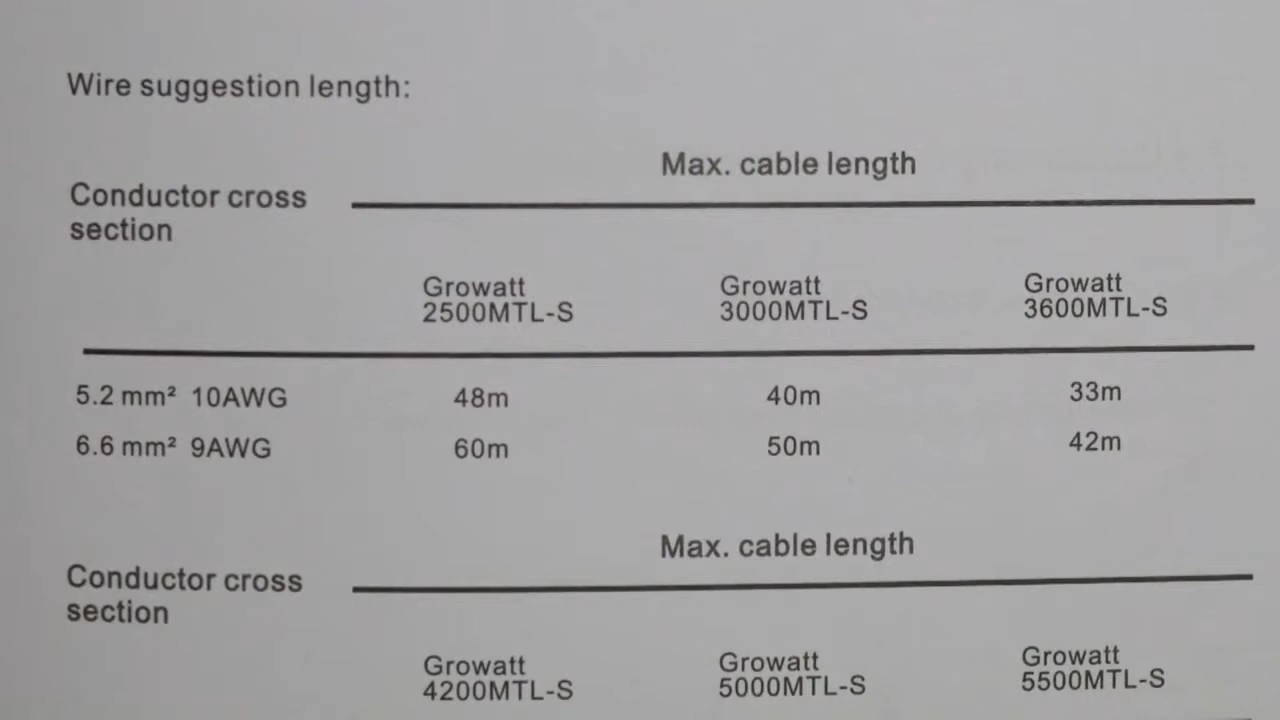 Wire suggestion length:
Max. cable length
Conductor cross
section
Growatt Growatt Growatt
2500MTL-S 3000MTL-S 3600MTL-S
5.2 mm² 10AWG 48m 40m 33m
6.6 mm² 9AWG 60m 50m 42m
Max. cable length
Conductor cross
section
Growatt Growatt Growatt
4200MTL-S 5000MTL-S 5500MTL-S